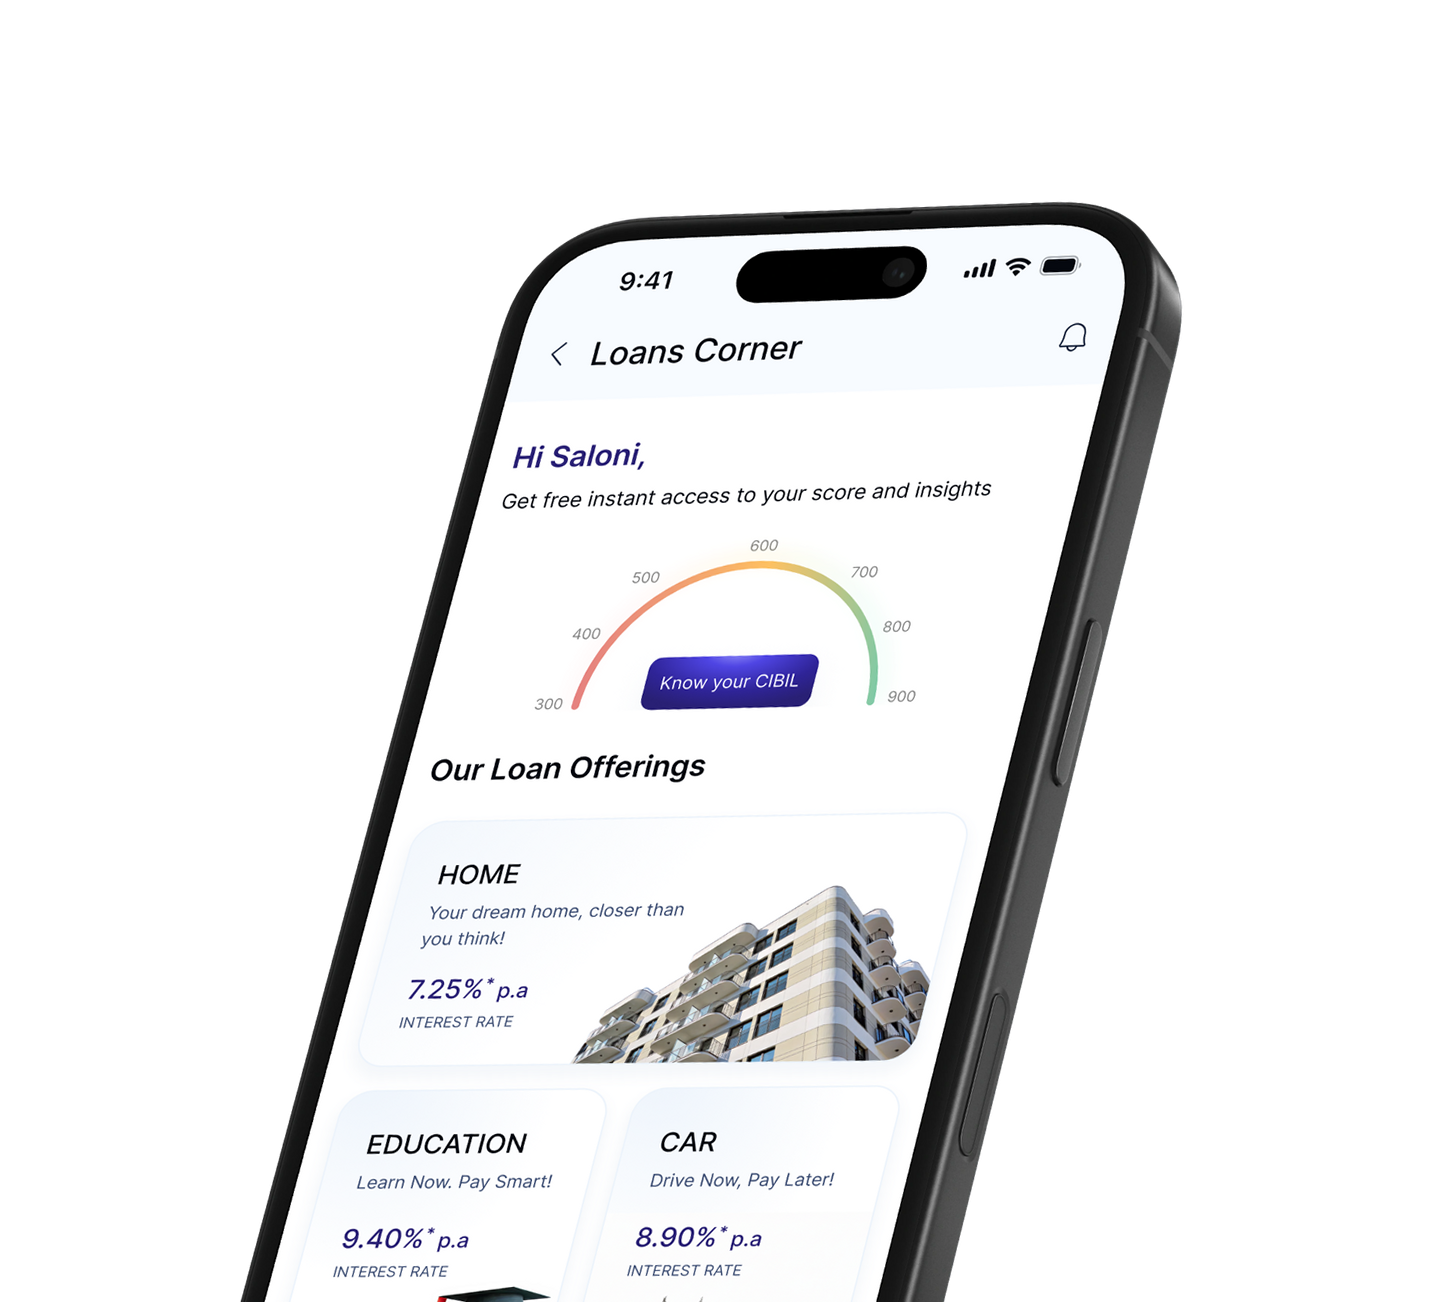 9:41
Loans Corner
Hi Saloni,
Get free instant access to your score and insights
600
500
700
400
800
300
Know your CIBIL
900
Our Loan Offerings
HOME
Your dream home, closer than
you think!
7.25%* p.a
INTEREST RATE
EDUCATION
Learn Now. Pay Smart!
9.40%* p.a
INTEREST RATE
CAR
Drive Now, Pay Later!
8.90%* p.a
INTEREST RATE